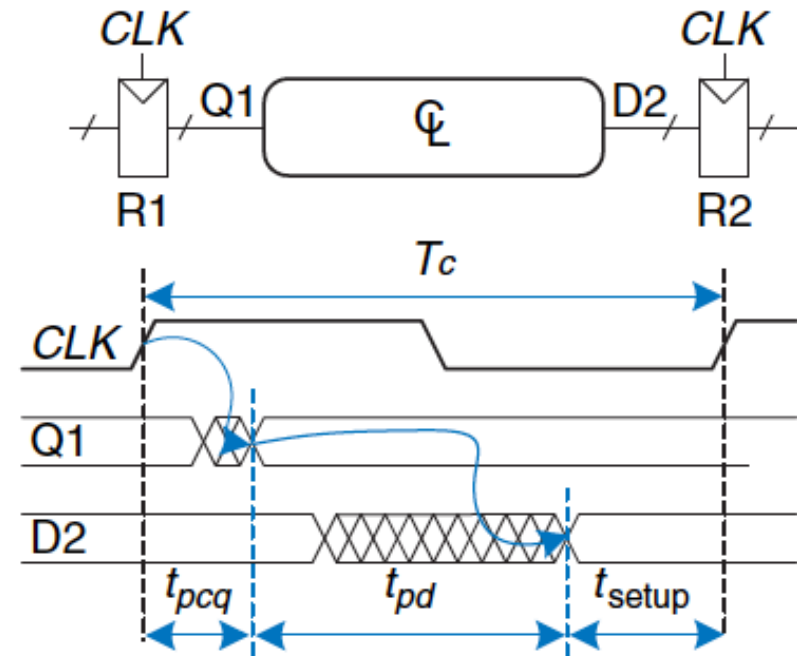 CLK CLK
Q1 CL D2
R1 R2
Tc
CLK
Q1
D2
tpcq tpd tsetup